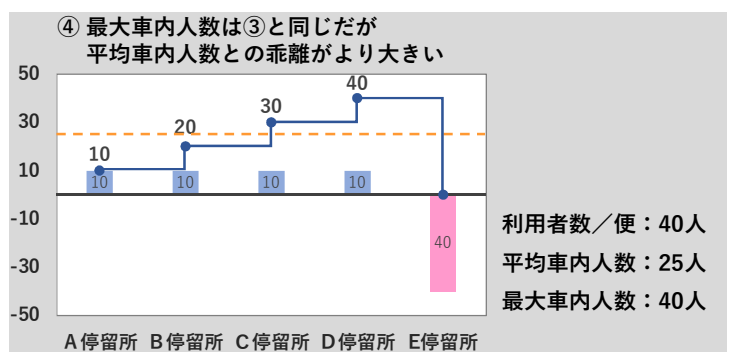 ④ 最大車内人数は③と同じだが
平均車内人数との乖離がより大きい
50
30
10
-10
-30
-50
10
20
30
40
10
10
10
10
40
A停留所 B停留所 C停留所 D停留所 E停留所
利用者数／便：40人
平均車内人数：25人
最大車内人数：40人